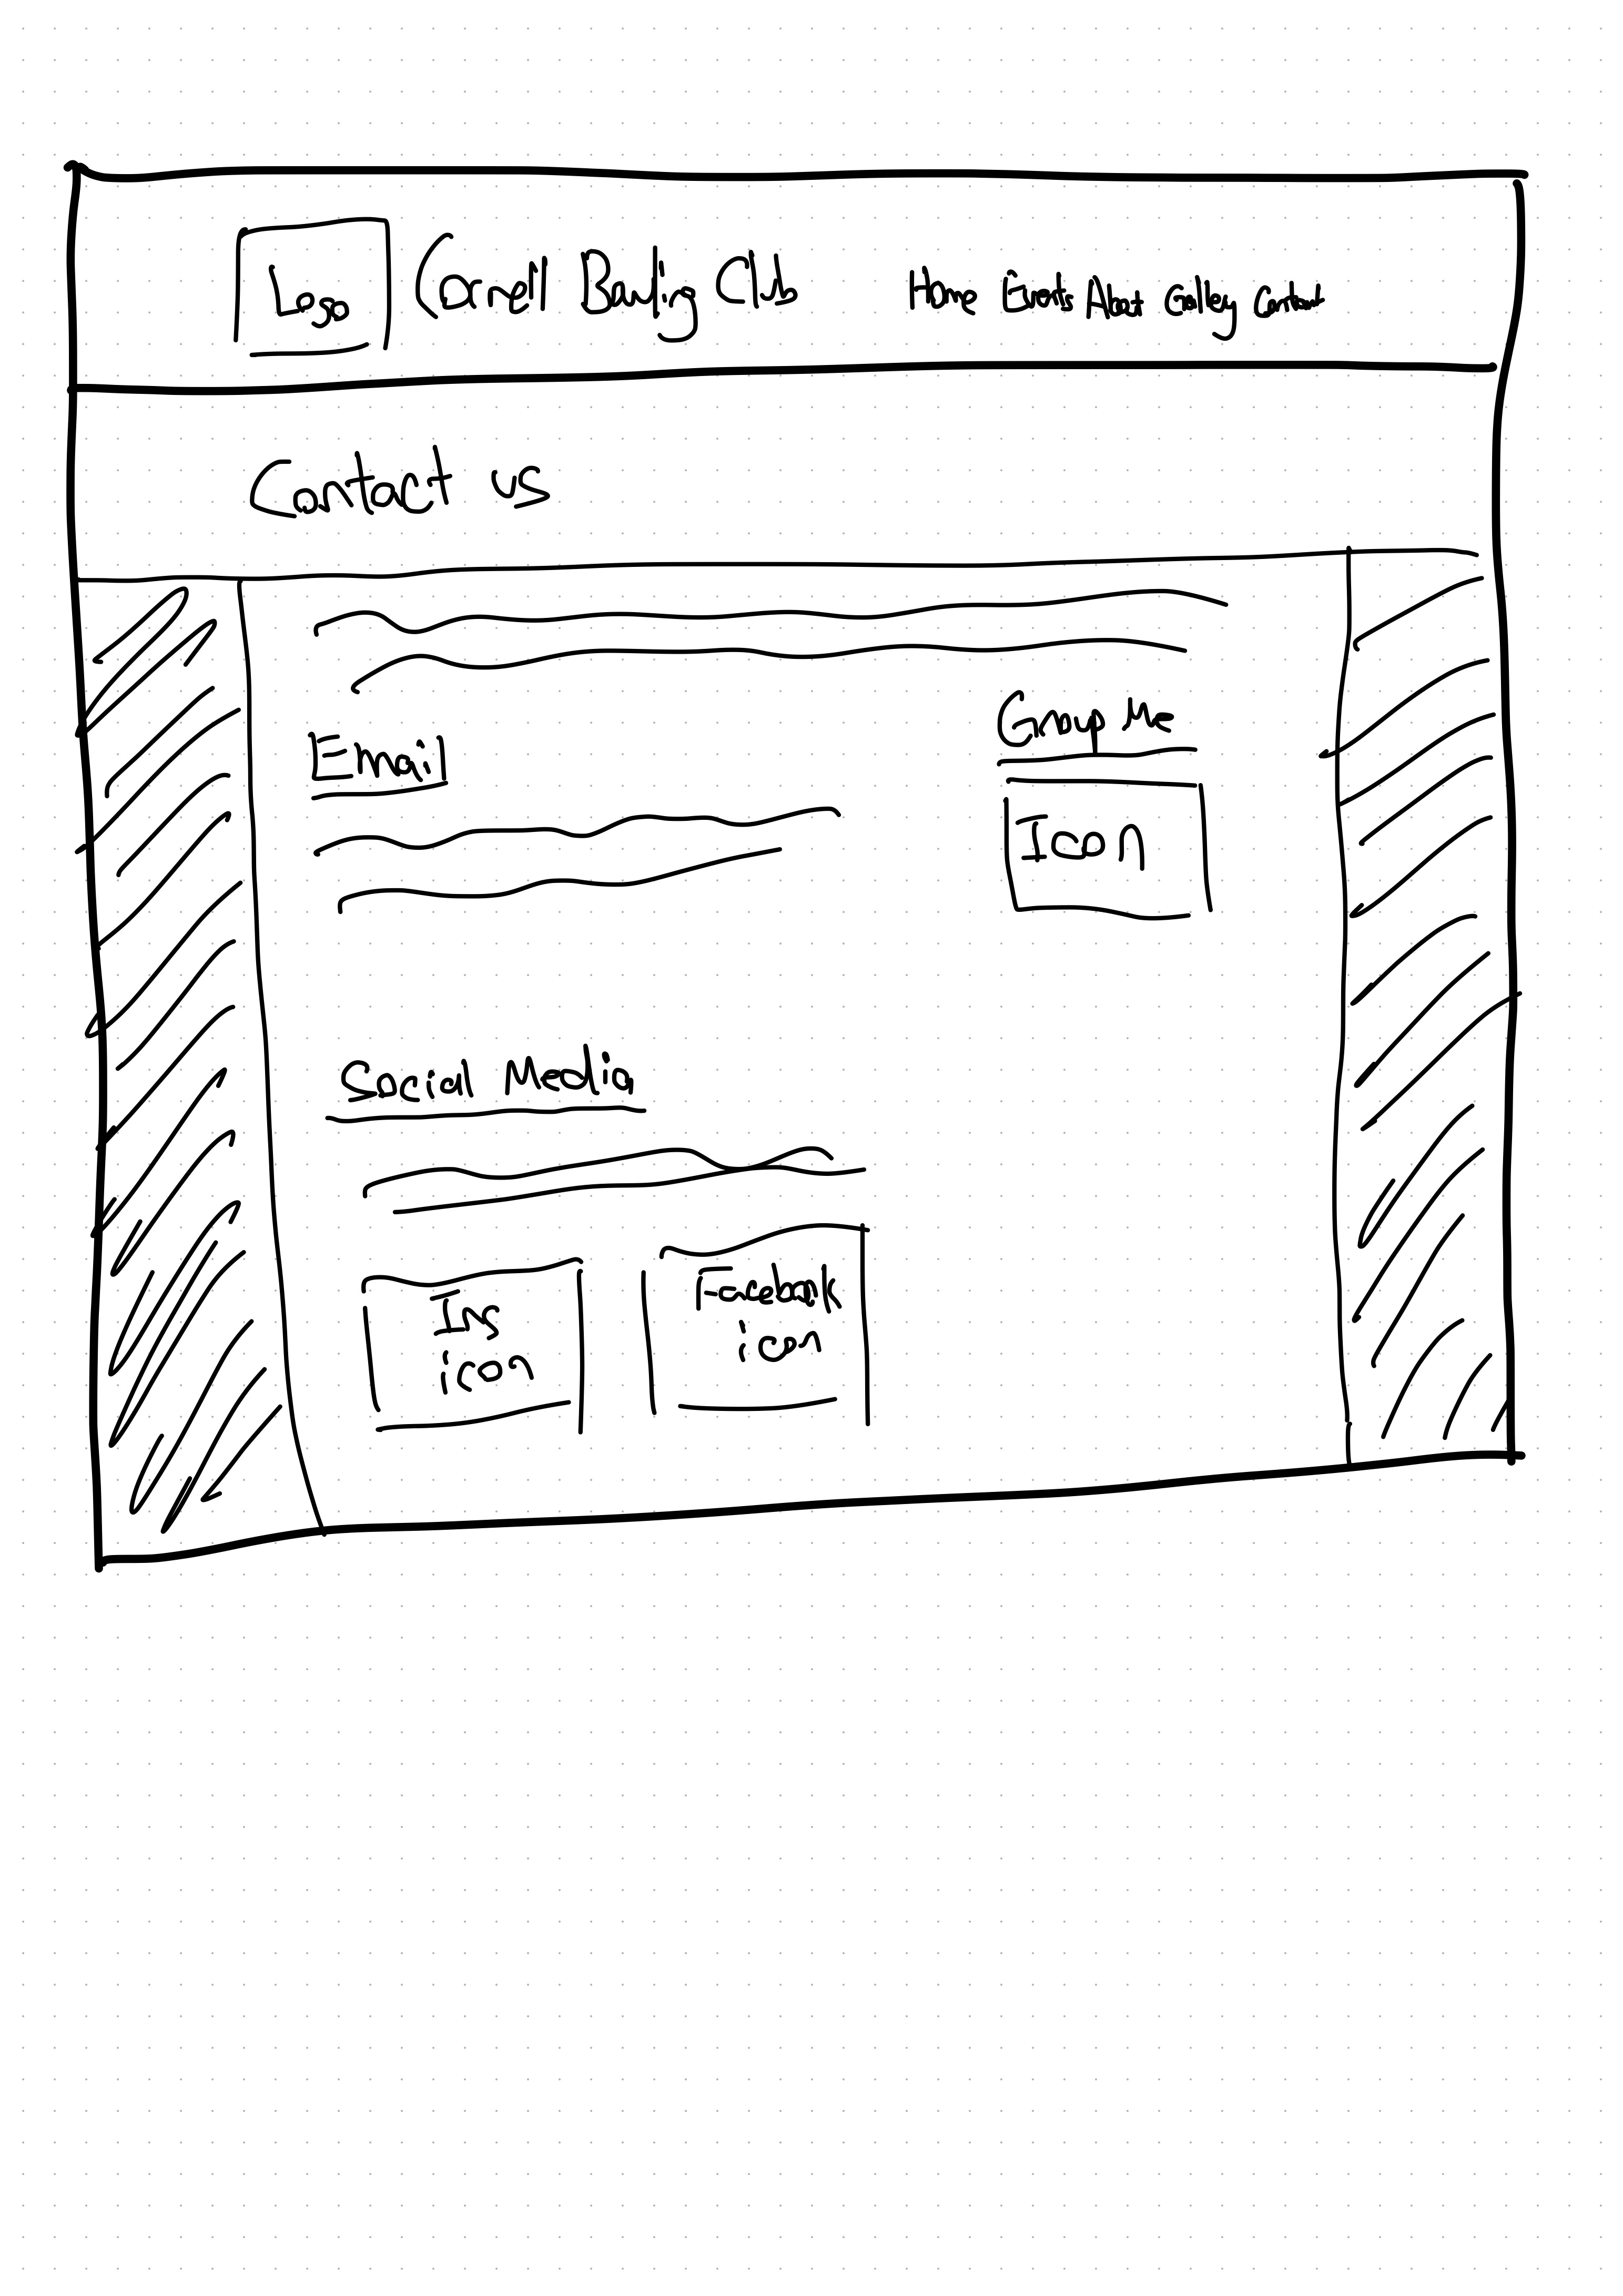 Logo
Cornell Bowling Club
Home Events About Galley Contact
Contact us
Email
Group Me
Icon
Social Media
Ins
icon
Facebook
icon